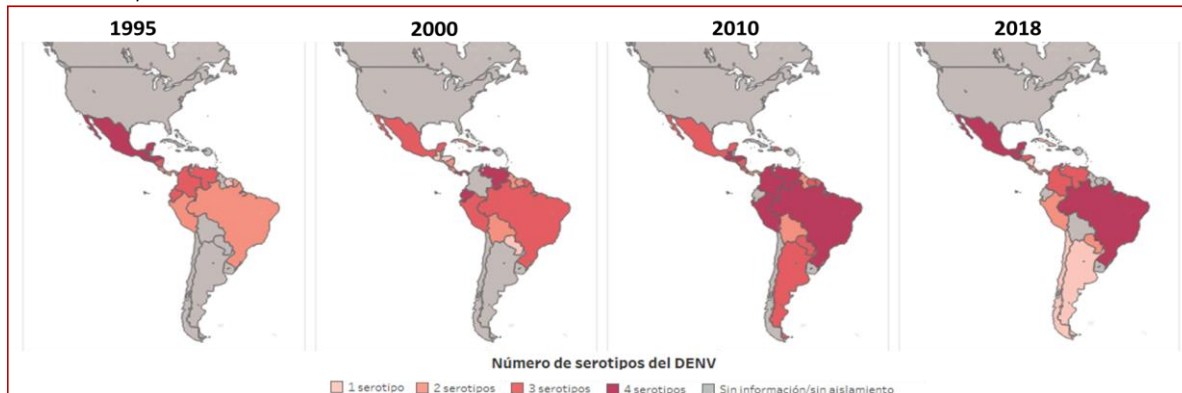 1995 2000 2010 2018
Número de serotipos del DENV
1 serotipo 2 serotipos 3 serotipos 4 serotipos Sin información/sin aislamiento